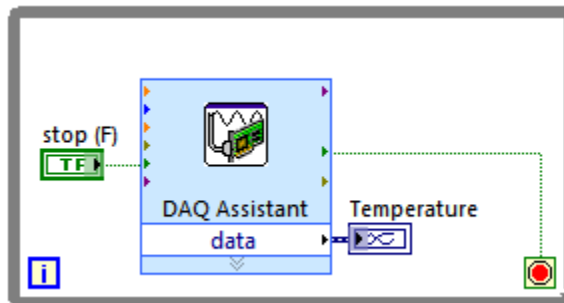 stop (F)
TF
DAQ Assistant
Temperature
data
i